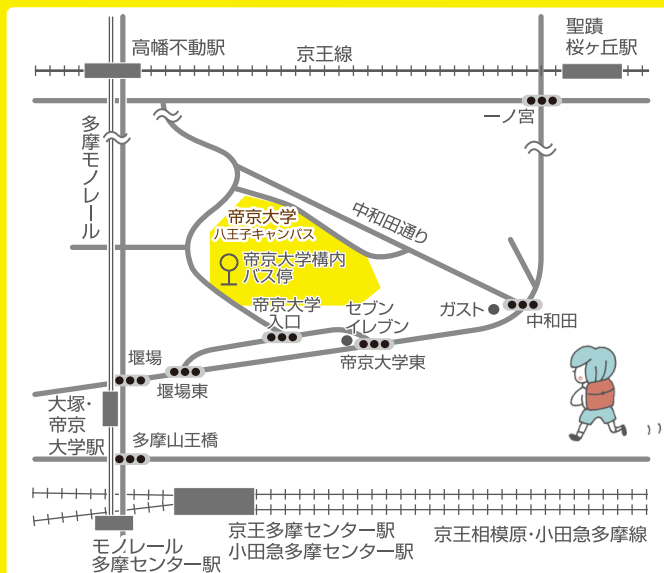 高幡不動駅
京王線
聖蹟
桜ヶ丘駅
一ノ宮
多摩モノレール
中和田通り
帝京大学
八王子キャンパス
帝京大学構内
バス停
帝京大学
入口
セブン
イレブン
ガスト
中和田
帝京大学東
堰場
堰場東
大塚・
帝京
大学駅
多摩山王橋
京王多摩センター駅
小田急多摩センター駅
京王相模原・小田急多摩線
モノレール
多摩センター駅